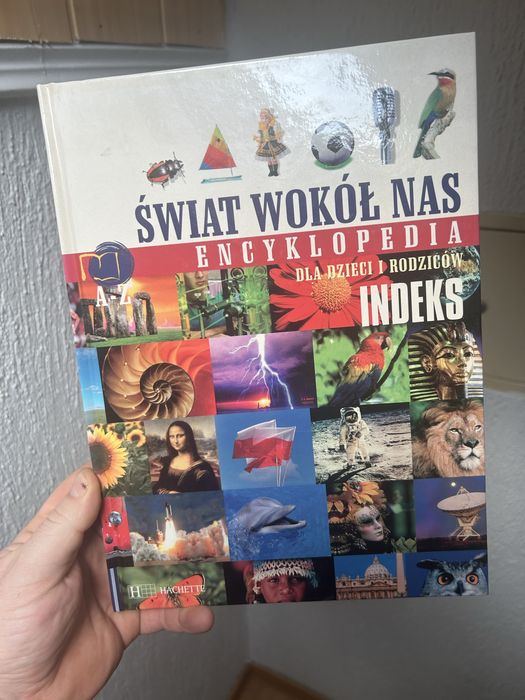 ŚWIAT WOKÓŁ NAS
ENCYKLOPEDIA
DLA DZIECI I RODZICÓW
A-Z
INDEKS
H HACHETTE